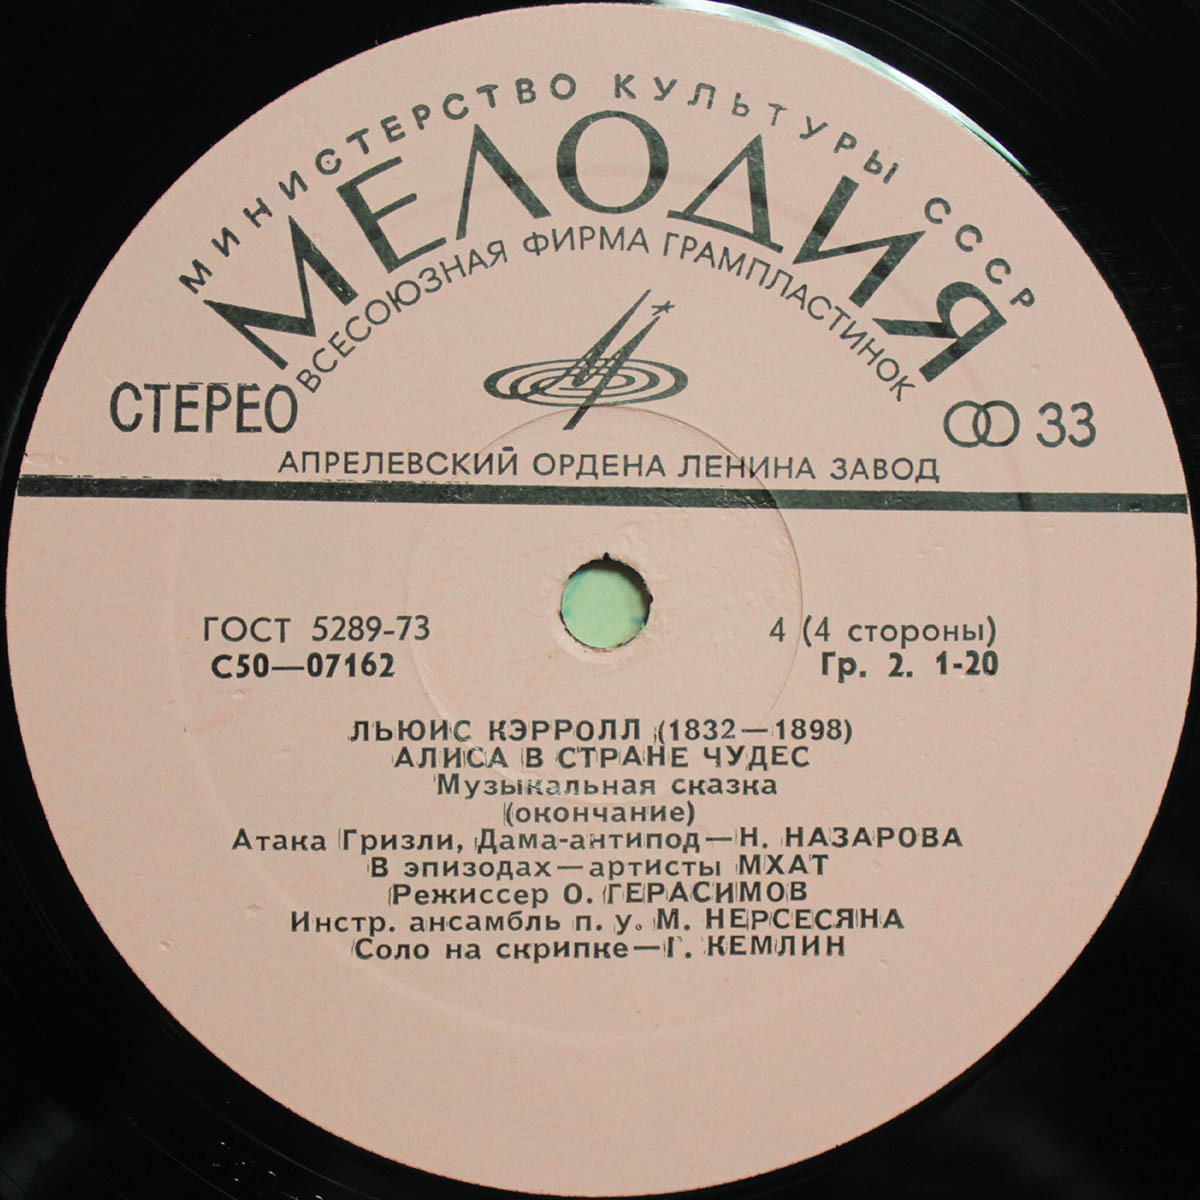 МИНИСТЕРСТВО КУЛЬТУРЫ СССР
МЕЛОДИЯ
ВСЕСОЮЗНАЯ ФИРМА ГРАМПЛАСТИНОК
СТЕРЕО
33
АПРЕЛЕВСКИЙ ОРДЕНА ЛЕНИНА ЗАВОД
ГОСТ 5289-73
4 (4 стороны)
С50—07162
Гр. 2. 1-20
ЛЬЮИС КЭРРОЛЛ (1832—1898)
АЛИСА В СТРАНЕ ЧУДЕС
Музыкальная сказка
(окончание)
Атака Гризли, Дама-антипод—Н. НАЗАРОВА
В эпизодах—артисты МХАТ
Режиссер О. ГЕРАСИМОВ
Инстр. ансамбль п. у. М. НЕРСЕСЯНА
Соло на скрипке—Г. КЕМЛИН